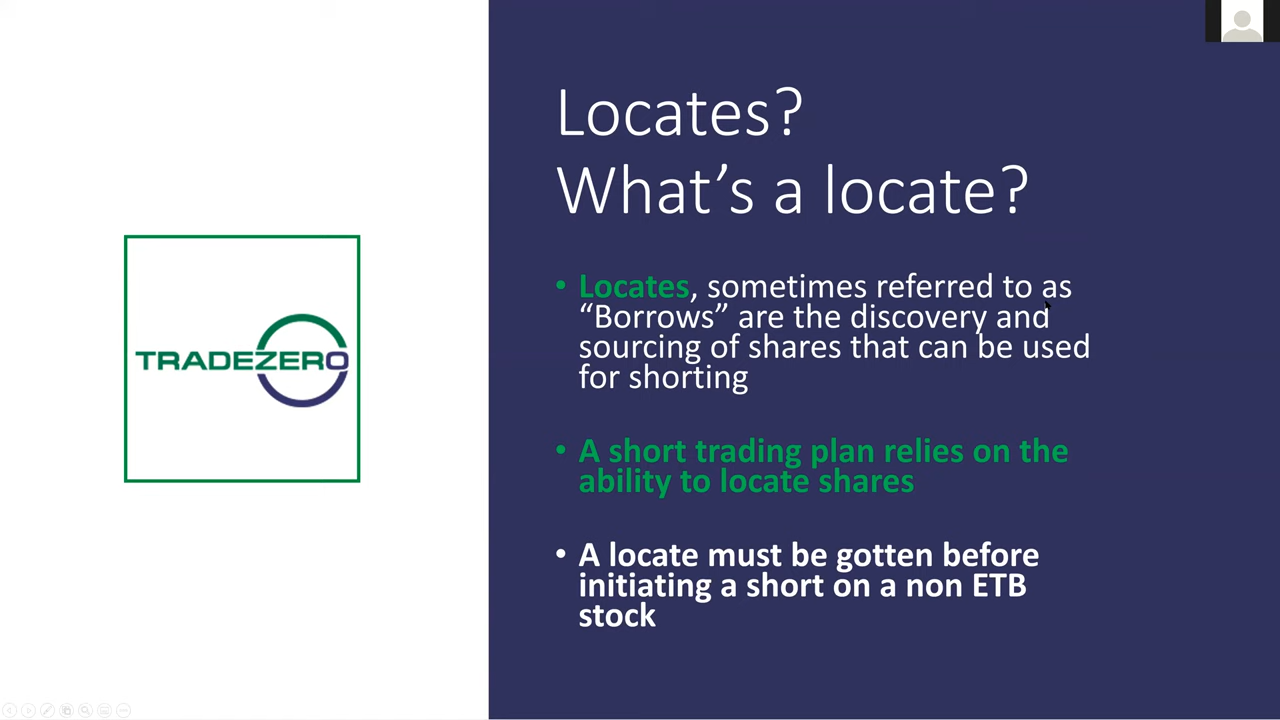 TRADEZERO
Locates?
What’s a locate?
• Locates, sometimes referred to as
“Borrows” are the discovery and
sourcing of shares that can be used
for shorting
• A short trading plan relies on the
ability to locate shares
• A locate must be gotten before
initiating a short on a non ETB
stock